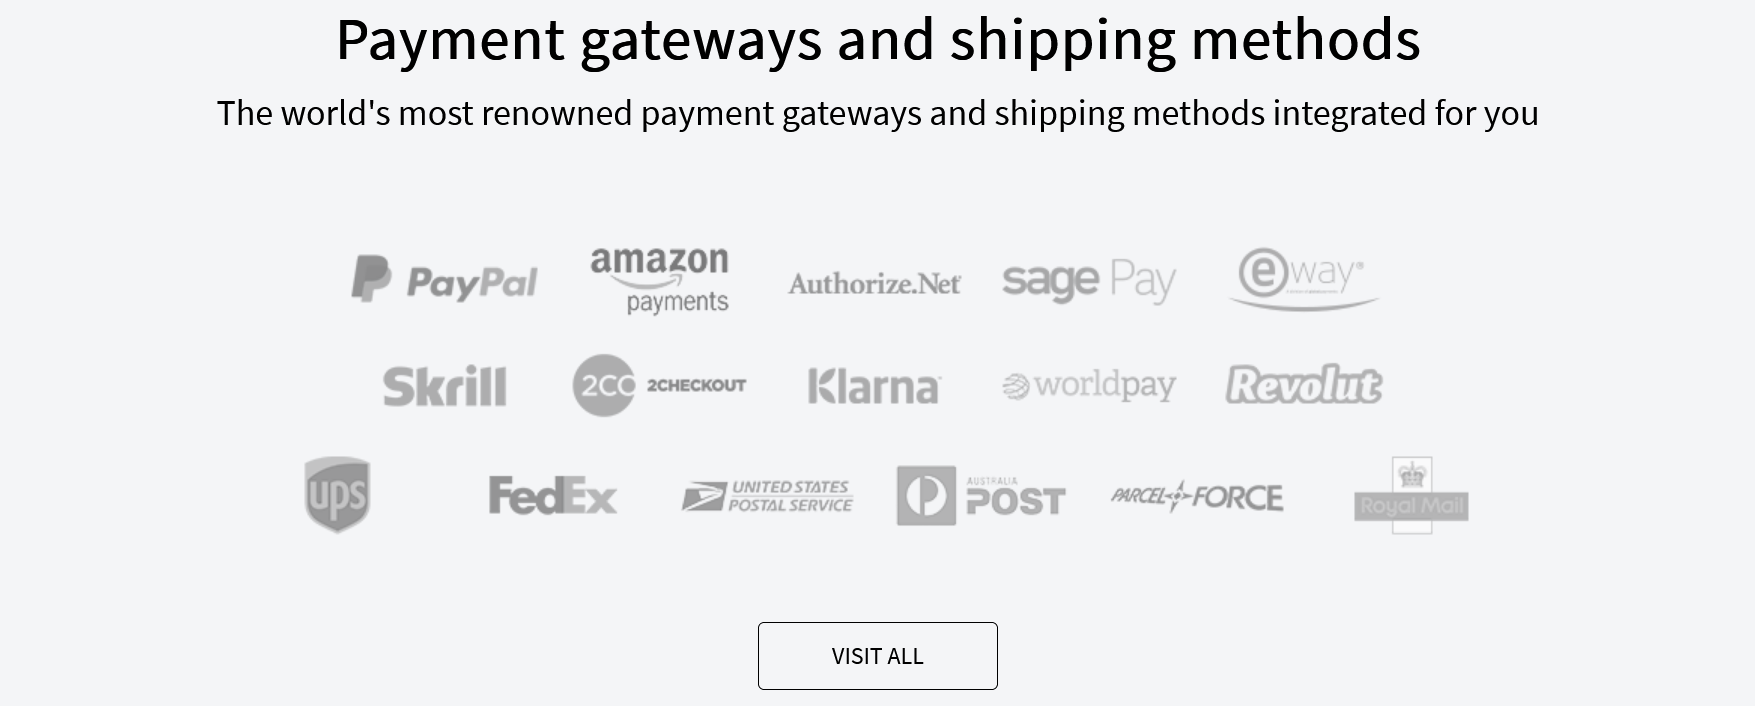 Payment gateways and shipping methods
The world's most renowned payment gateways and shipping methods integrated for you
PayPal
amazon
payments
Authorize.Net
sage Pay
eway®
Skrill
2CO 2CHECKOUT
Klarna
worldpay
Revolut
ups
FedEx
UNITED STATES
POSTAL SERVICE
AUSTRALIA
POST
PARCEL FORCE
Royal Mail
VISIT ALL